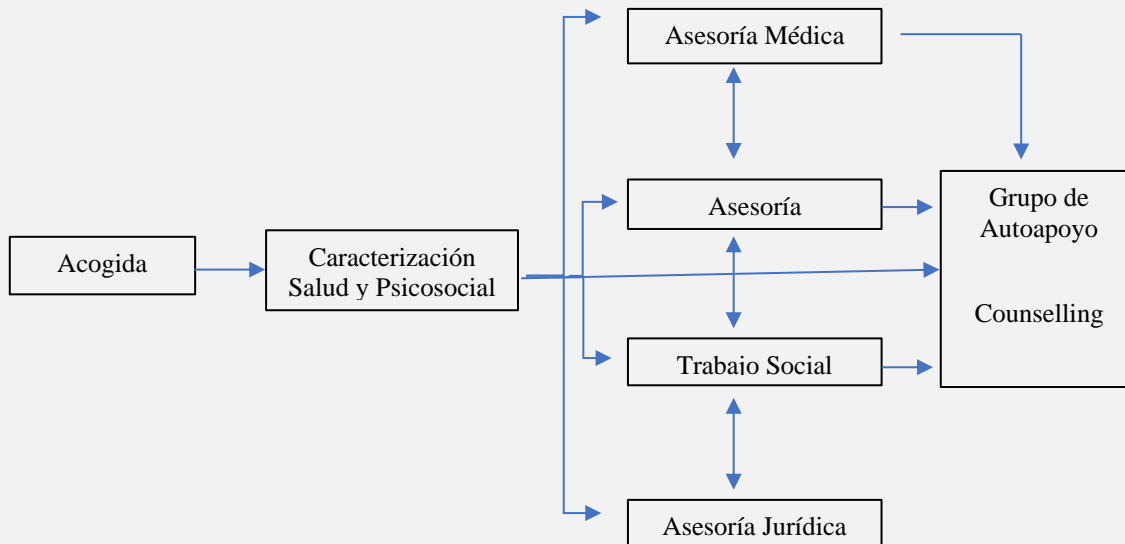 Asesoría Médica
Asesoría
Grupo de
Autoapoyo
Counselling
Acogida
Caracterización
Salud y Psicosocial
Trabajo Social
Asesoría Jurídica